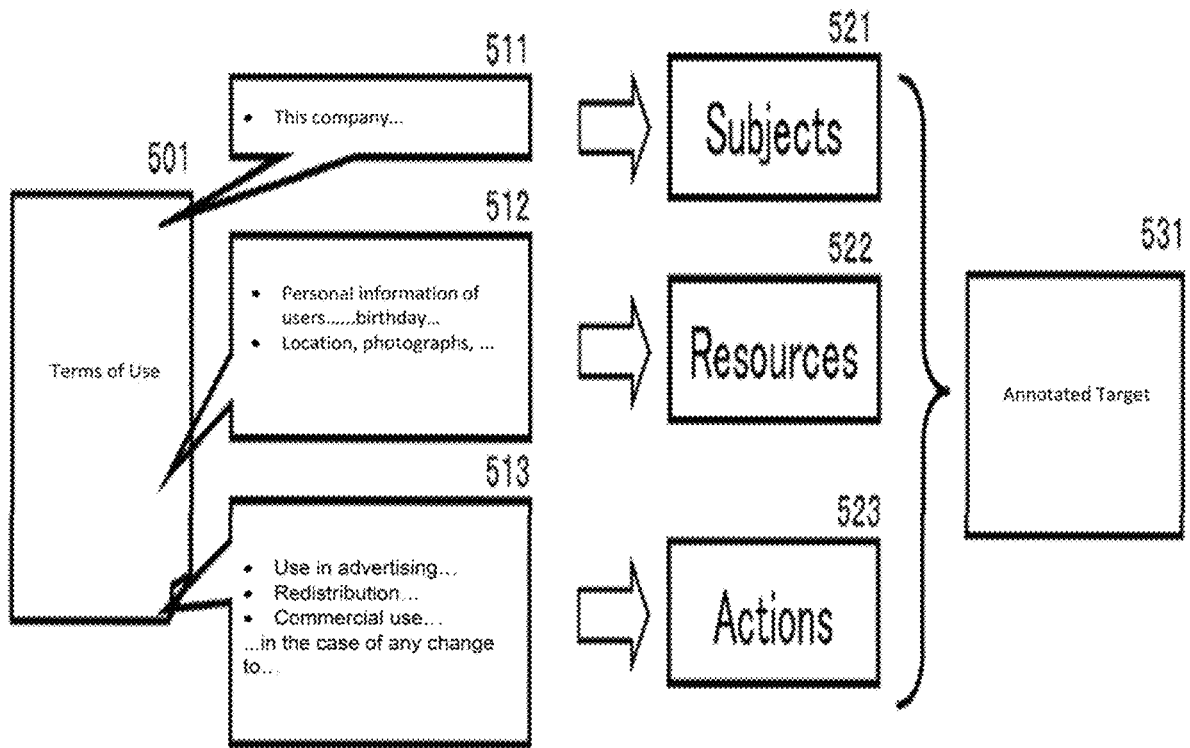 511
• This company...
501
Terms of Use
512
• Personal information of
users......birthday...
• Location, photographs, ...
513
• Use in advertising...
• Redistribution...
• Commercial use...
...in the case of any change
to...
521
Subjects
522
Resources
523
Actions
531
Annotated Target